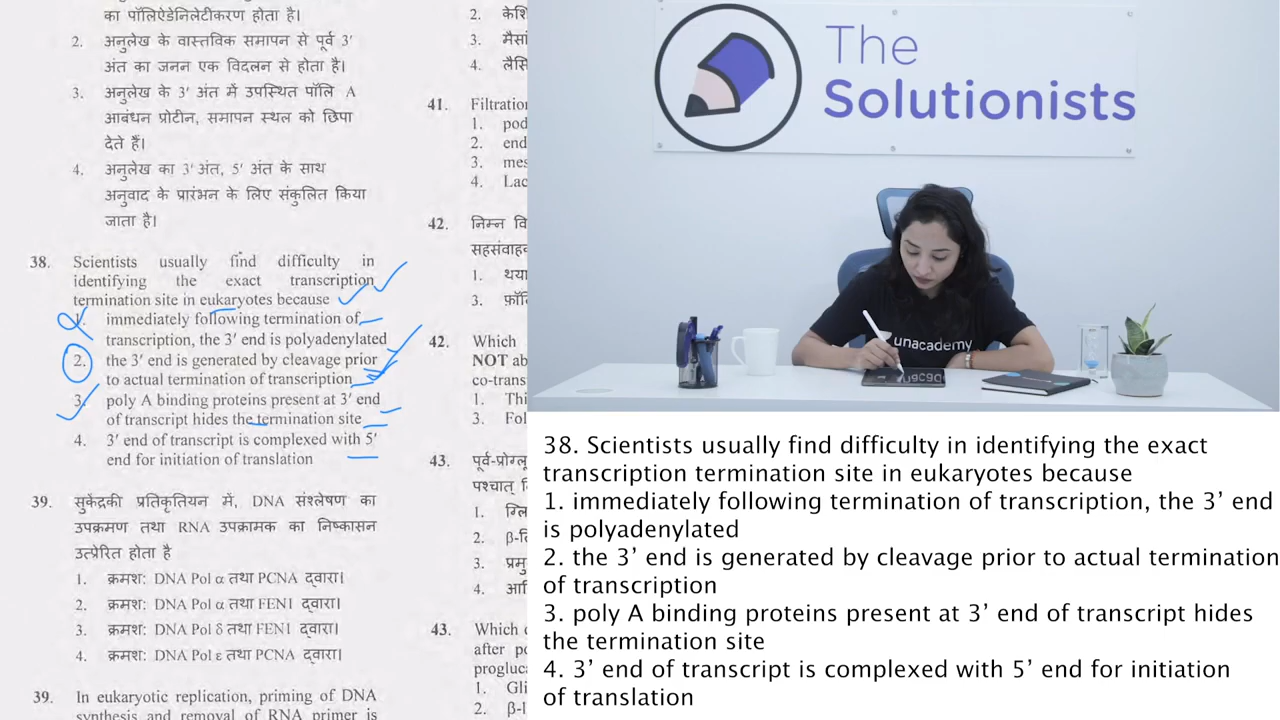 का पॉलिऐडेनिलेटीकरण होता है।
2. अनुलेख के वास्तविक समापन से पूर्व 3'
अंत का जनन एक विदलन से होता है।
3. अनुलेख के 3' अंत में उपस्थित पॉलि A
आबंधन प्रोटीन, समापन स्थल को छिपा
देते हैं।
4. अनुलेख का 3' अंत, 5' अंत के साथ
अनुवाद के प्रारंभन के लिए संकुलित किया
जाता है।
38. Scientists usually find difficulty in
identifying the exact transcription
termination site in eukaryotes because
1. immediately following termination of
transcription, the 3' end is polyadenylated
2. the 3' end is generated by cleavage prior
to actual termination of transcription
3. poly A binding proteins present at 3' end
of transcript hides the termination site
4. 3' end of transcript is complexed with 5'
end for initiation of translation
39. सुकेंद्रकी प्रतिकृतियन में, DNA संश्लेषण का
उपक्रमण तथा RNA उपक्रामक का निष्कासन
उत्प्रेरित होता है
1. क्रमश: DNA Pol α तथा PCNA द्वारा।
2. क्रमश: DNA Pol α तथा FEN1 द्वारा।
3. क्रमश: DNA Pol δ तथा FEN1 द्वारा।
4. क्रमश: DNA Pol ε तथा PCNA द्वारा।
39. In eukaryotic replication, priming of DNA
synthesis and removal of RNA primer is
2.
3.
4.
41. Filtration
1. pod
2. end
3. mes
4. Lac
42. निम्न
1. थया
3.
42. Which
NOT ab
co-trans
1. Thi
3. Fol
43.
1.
2.
3.
4.
43. Which
after
1.
2.
The
Solutionists
unacademy
38. Scientists usually find difficulty in identifying the exact
transcription termination site in eukaryotes because
1. immediately following termination of transcription, the 3’ end
is polyadenylated
2. the 3’ end is generated by cleavage prior to actual termination
of transcription
3. poly A binding proteins present at 3’ end of transcript hides
the termination site
4. 3’ end of transcript is complexed with 5’ end for initiation
of translation